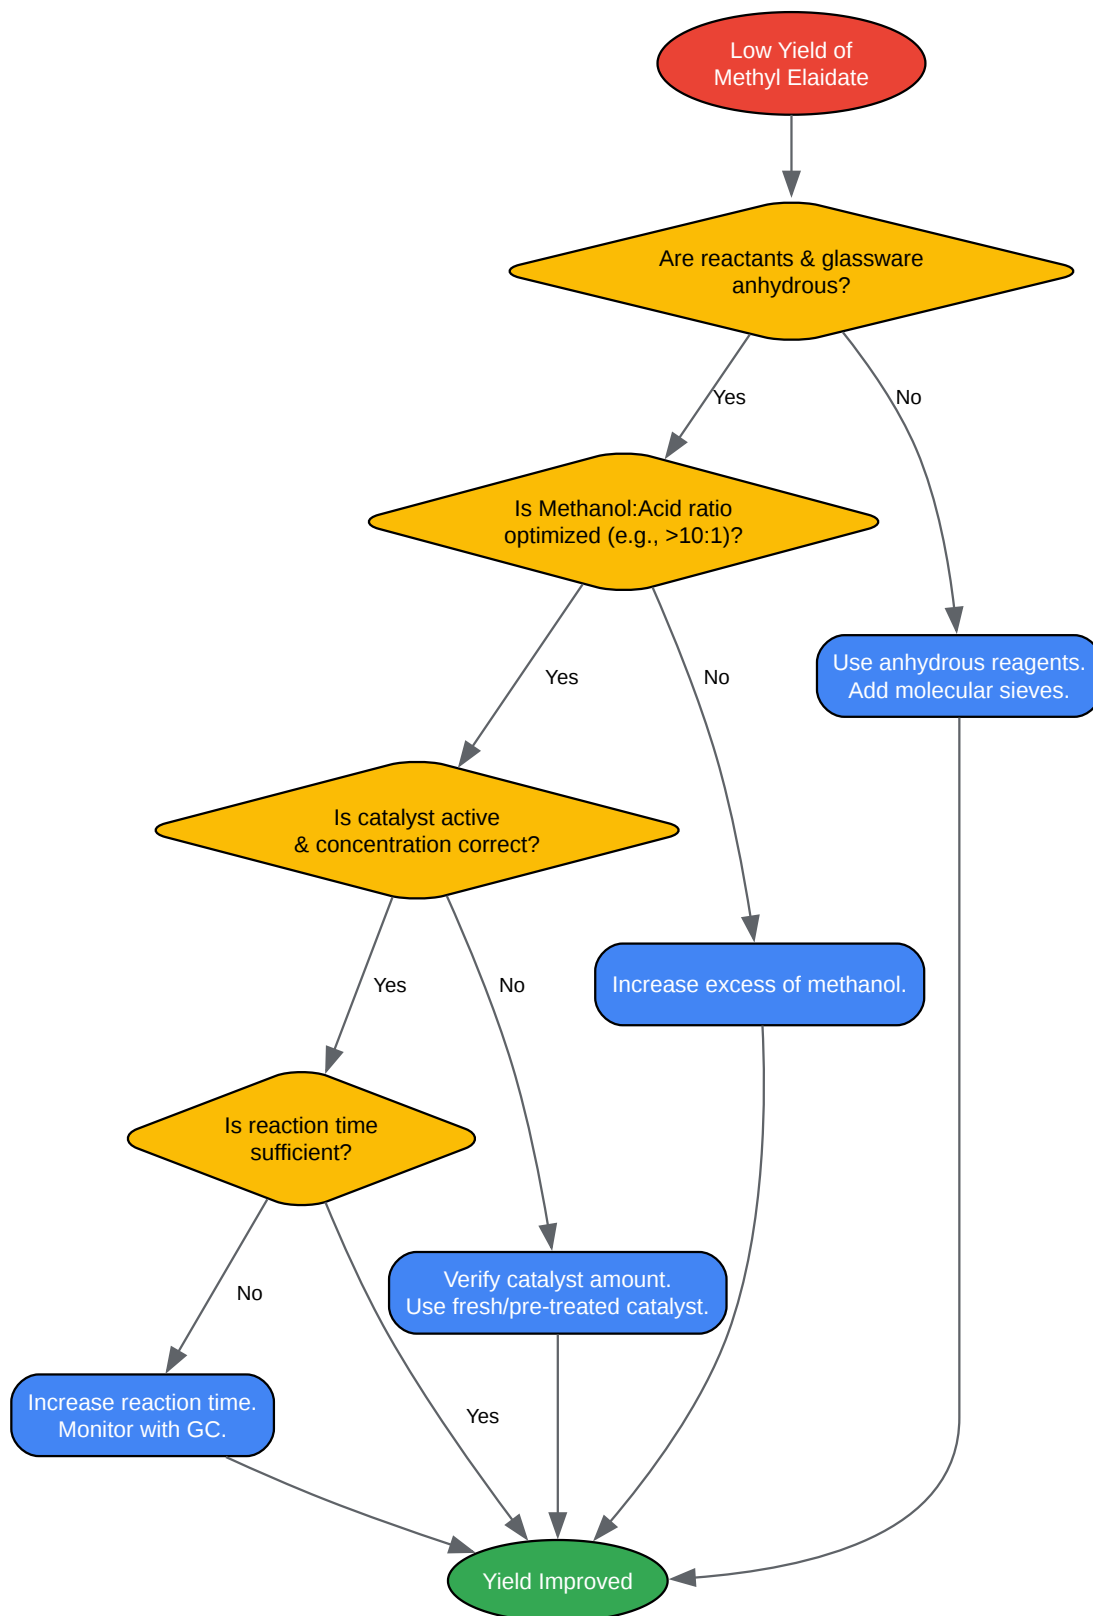 Low Yield of
Methyl Elaidate
Are reactants & glassware
anhydrous?
Yes
No
Is Methanol:Acid ratio
optimized (e.g., >10:1)?
Use anhydrous reagents.
Add molecular sieves.
Yes
No
Is catalyst active
& concentration correct?
Increase excess of methanol.
Yes
No
Is reaction time
sufficient?
Verify catalyst amount.
Use fresh/pre-treated catalyst.
No
Increase reaction time.
Monitor with GC.
Yes
Yield Improved